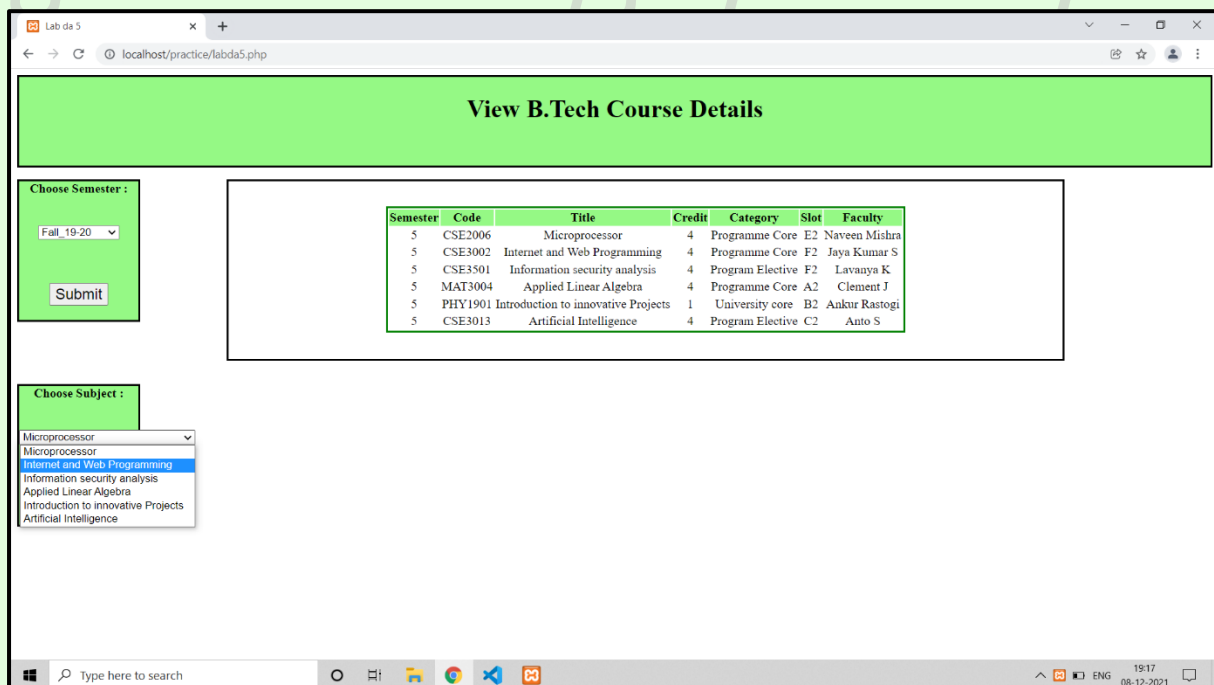 Lab da 5
localhost/practice/labda5.php
View B.Tech Course Details
Choose Semester :
Fall_19-20
Submit
Semester Code Title Credit Category Slot Faculty
5 CSE2006 Microprocessor 4 Programme Core E2 Naveen Mishra
5 CSE3002 Internet and Web Programming 4 Programme Core F2 Jaya Kumar S
5 CSE3501 Information security analysis 4 Program Elective F2 Lavanya K
5 MAT3004 Applied Linear Algebra 4 Programme Core A2 Clement J
5 PHY1901 Introduction to innovative Projects 1 University core B2 Ankur Rastogi
5 CSE3013 Artificial Intelligence 4 Program Elective C2 Anto S
Choose Subject :
Microprocessor
Microprocessor
Internet and Web Programming
Information security analysis
Applied Linear Algebra
Introduction to innovative Projects
Artificial Intelligence
Type here to search
ENG
19:17
08-12-2021